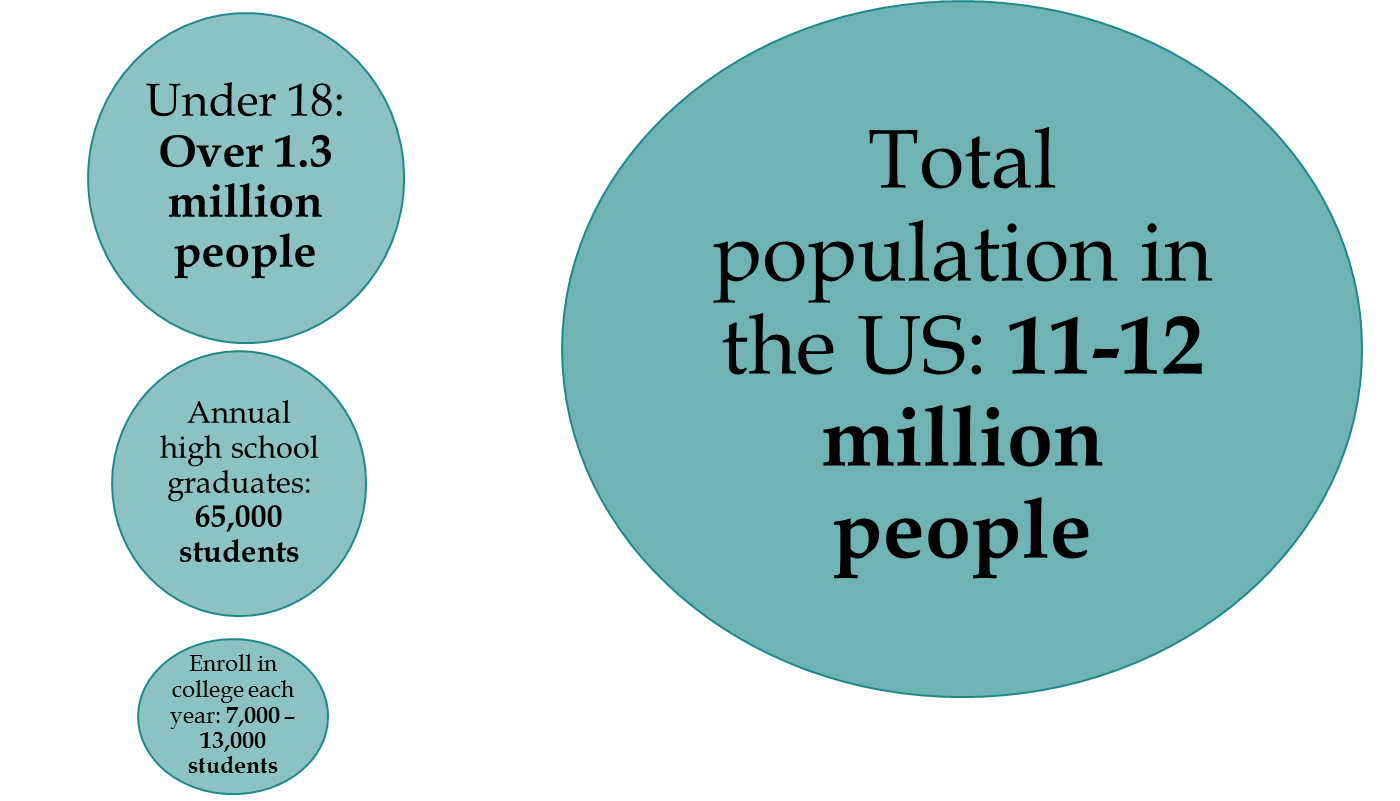 Under 18:
Over 1.3
million
people
Annual
high school
graduates:
65,000
students
Enroll in
college each
year: 7,000 –
13,000
students
Total
population in
the US: 11-12
million
people